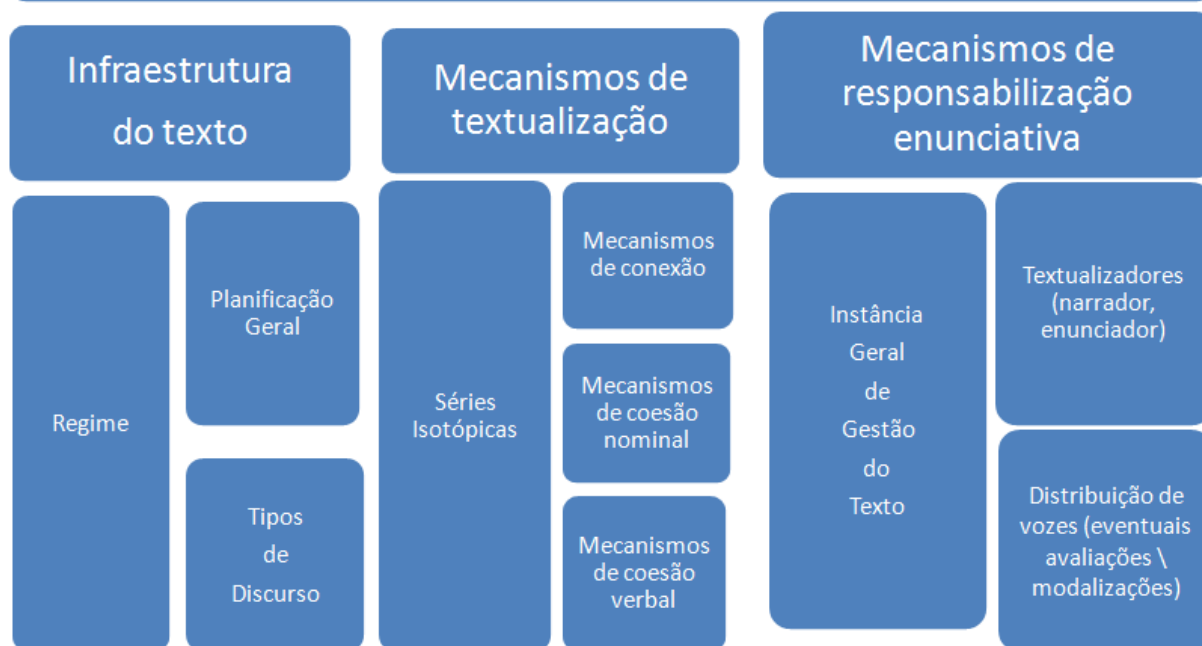 Infraestrutura
do texto
Mecanismos de
textualização
Mecanismos de
responsabilização
enunciativa
Regime
Planificação
Geral
Tipos
de
Discurso
Séries
Isotópicas
Mecanismos
de conexão
Mecanismos
de coesão
nominal
Mecanismos
de coesão
verbal
Instância
Geral
de
Gestão
do
Texto
Textualizadores
(narrador,
enunciador)
Distribuição de
vozes (eventuais
avaliações \
modalizações)